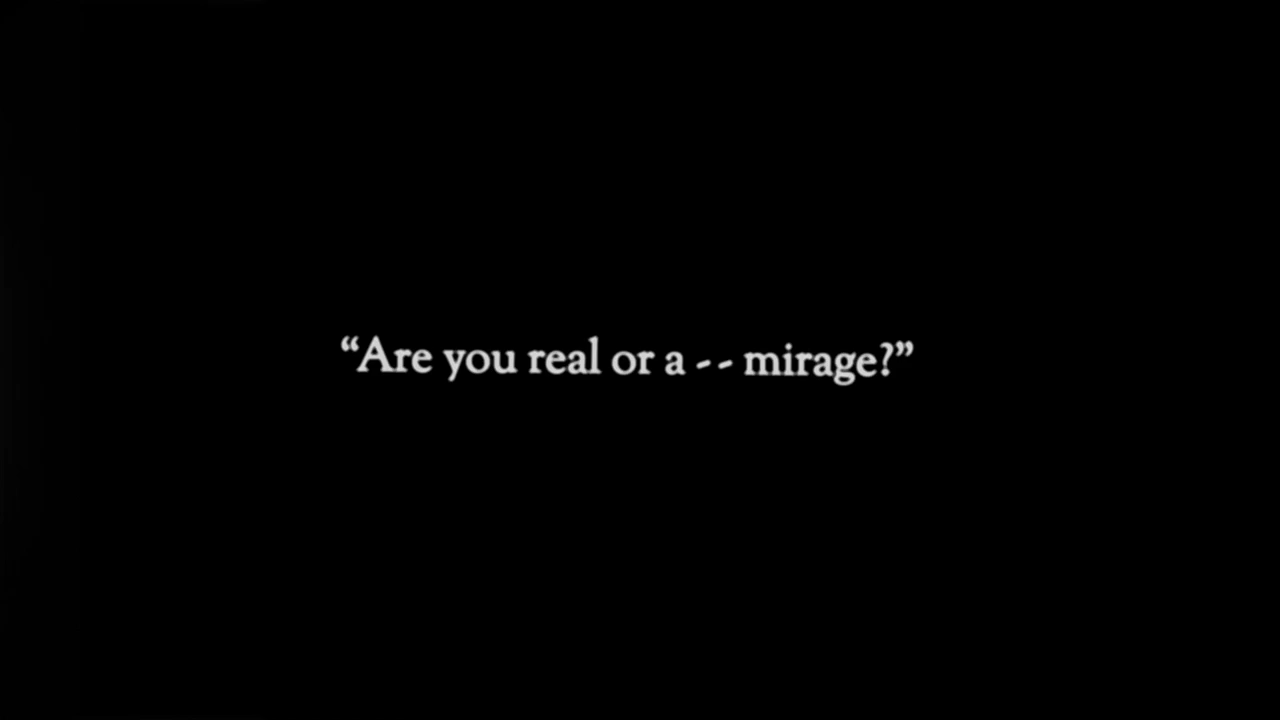 “Are you real or a - - mirage?”